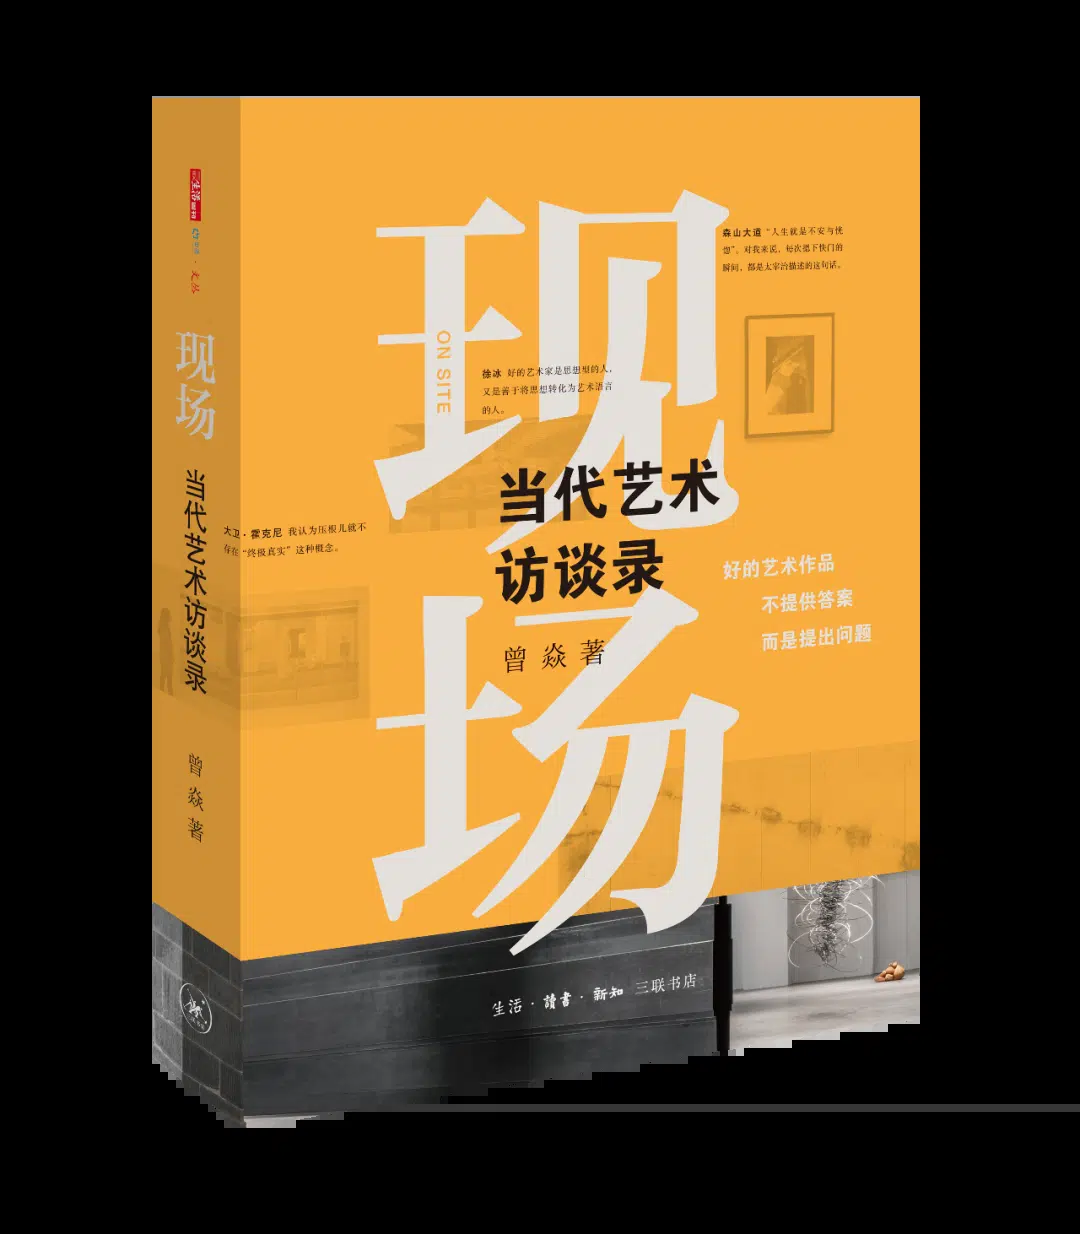 现场
ON SITE
森山大道 “人生就是不安与恍
惚”。对我来说，每次摁下快门的
瞬间，都是太宰治描述的这句话。
徐冰 好的艺术家是思想型的人，
又是善于将思想转化为艺术语言
的人。
当代艺术
访谈录
大卫·霍克尼 我认为压根儿就不
存在“终极真实”这种概念。
好的艺术作品
不提供答案
而是提出问题
曾焱 著
生活·讀書·新知 三联书店
现场
当代艺术访谈录
曾焱 著